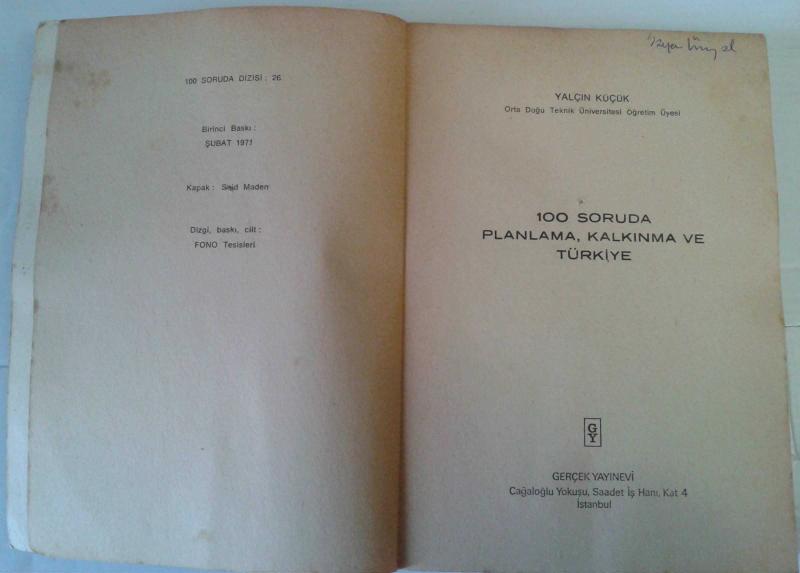 100 SORUDA DİZİSİ : 26
Birinci Baskı :
ŞUBAT 1971
Kapak : Said Maden
Dizgi, baskı, cilt :
FONO Tesisleri
YALÇIN KÜÇÜK
Orta Doğu Teknik Üniversitesi Öğretim Üyesi
100 SORUDA
PLANLAMA, KALKINMA VE
TÜRKİYE
GY
GERÇEK YAYINEVİ
Cağaloğlu Yokuşu, Saadet İş Hanı, Kat 4
İstanbul